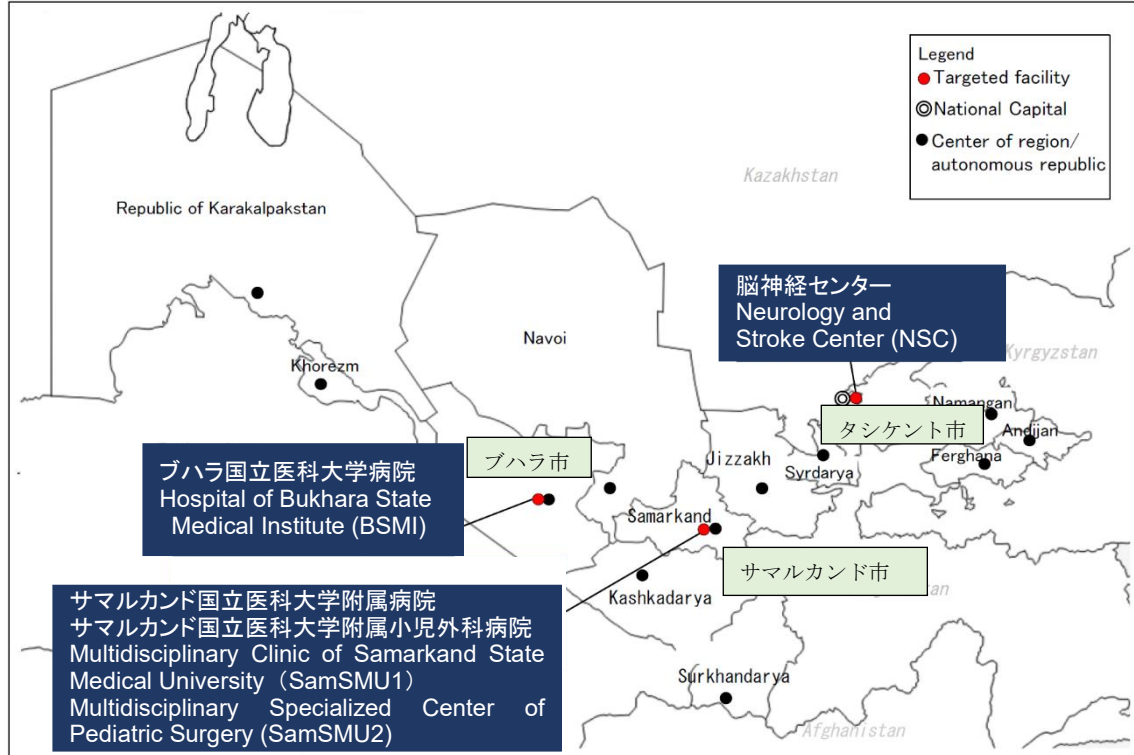 Legend
Targeted facility
National Capital
Center of region/
autonomous republic
Kazakhstan
Republic of Karakalpakstan
脳神経センター
Neurology and
Stroke Center (NSC)
Navoi
Kyrgyzstan
Khorezm
Namangan
タシケント市
Andijan
Ferghana
ブハラ市
Jizzakh
Syrdarya
ブハラ国立医科大学病院
Hospital of Bukhara State
Medical Institute (BSMI)
Samarkand
サマルカンド市
Kashkadarya
サマルカンド国立医科大学附属病院
サマルカンド国立医科大学附属小児外科病院
Multidisciplinary Clinic of Samarkand State
Medical University（SamSMU1）
Multidisciplinary Specialized Center of
Pediatric Surgery (SamSMU2)
Surkhandarya
Afghanistan